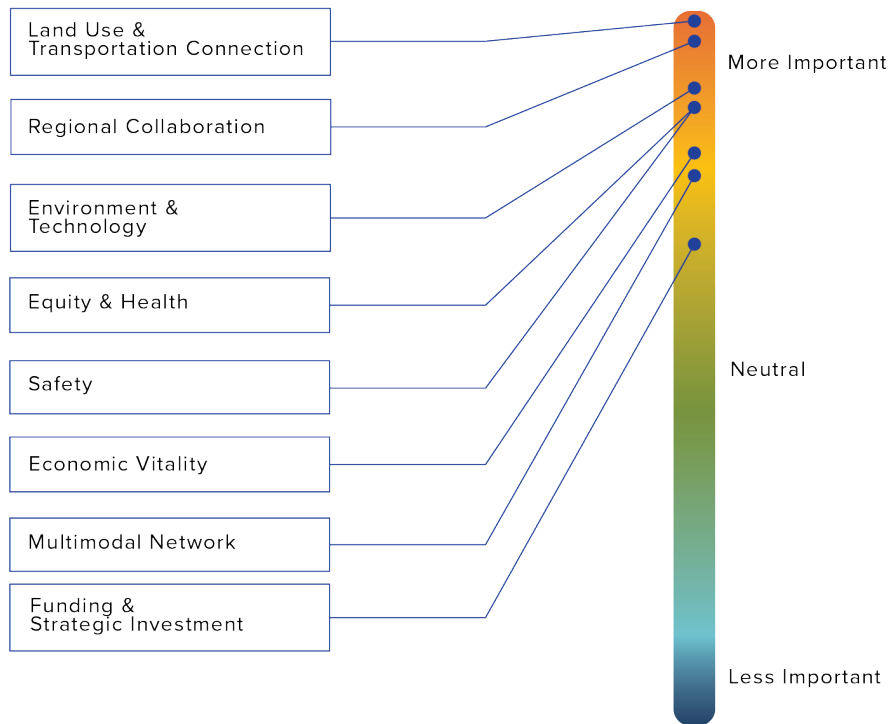 Land Use &
Transportation Connection
More Important
Regional Collaboration
Environment &
Technology
Equity & Health
Neutral
Safety
Economic Vitality
Multimodal Network
Funding &
Strategic Investment
Less Important